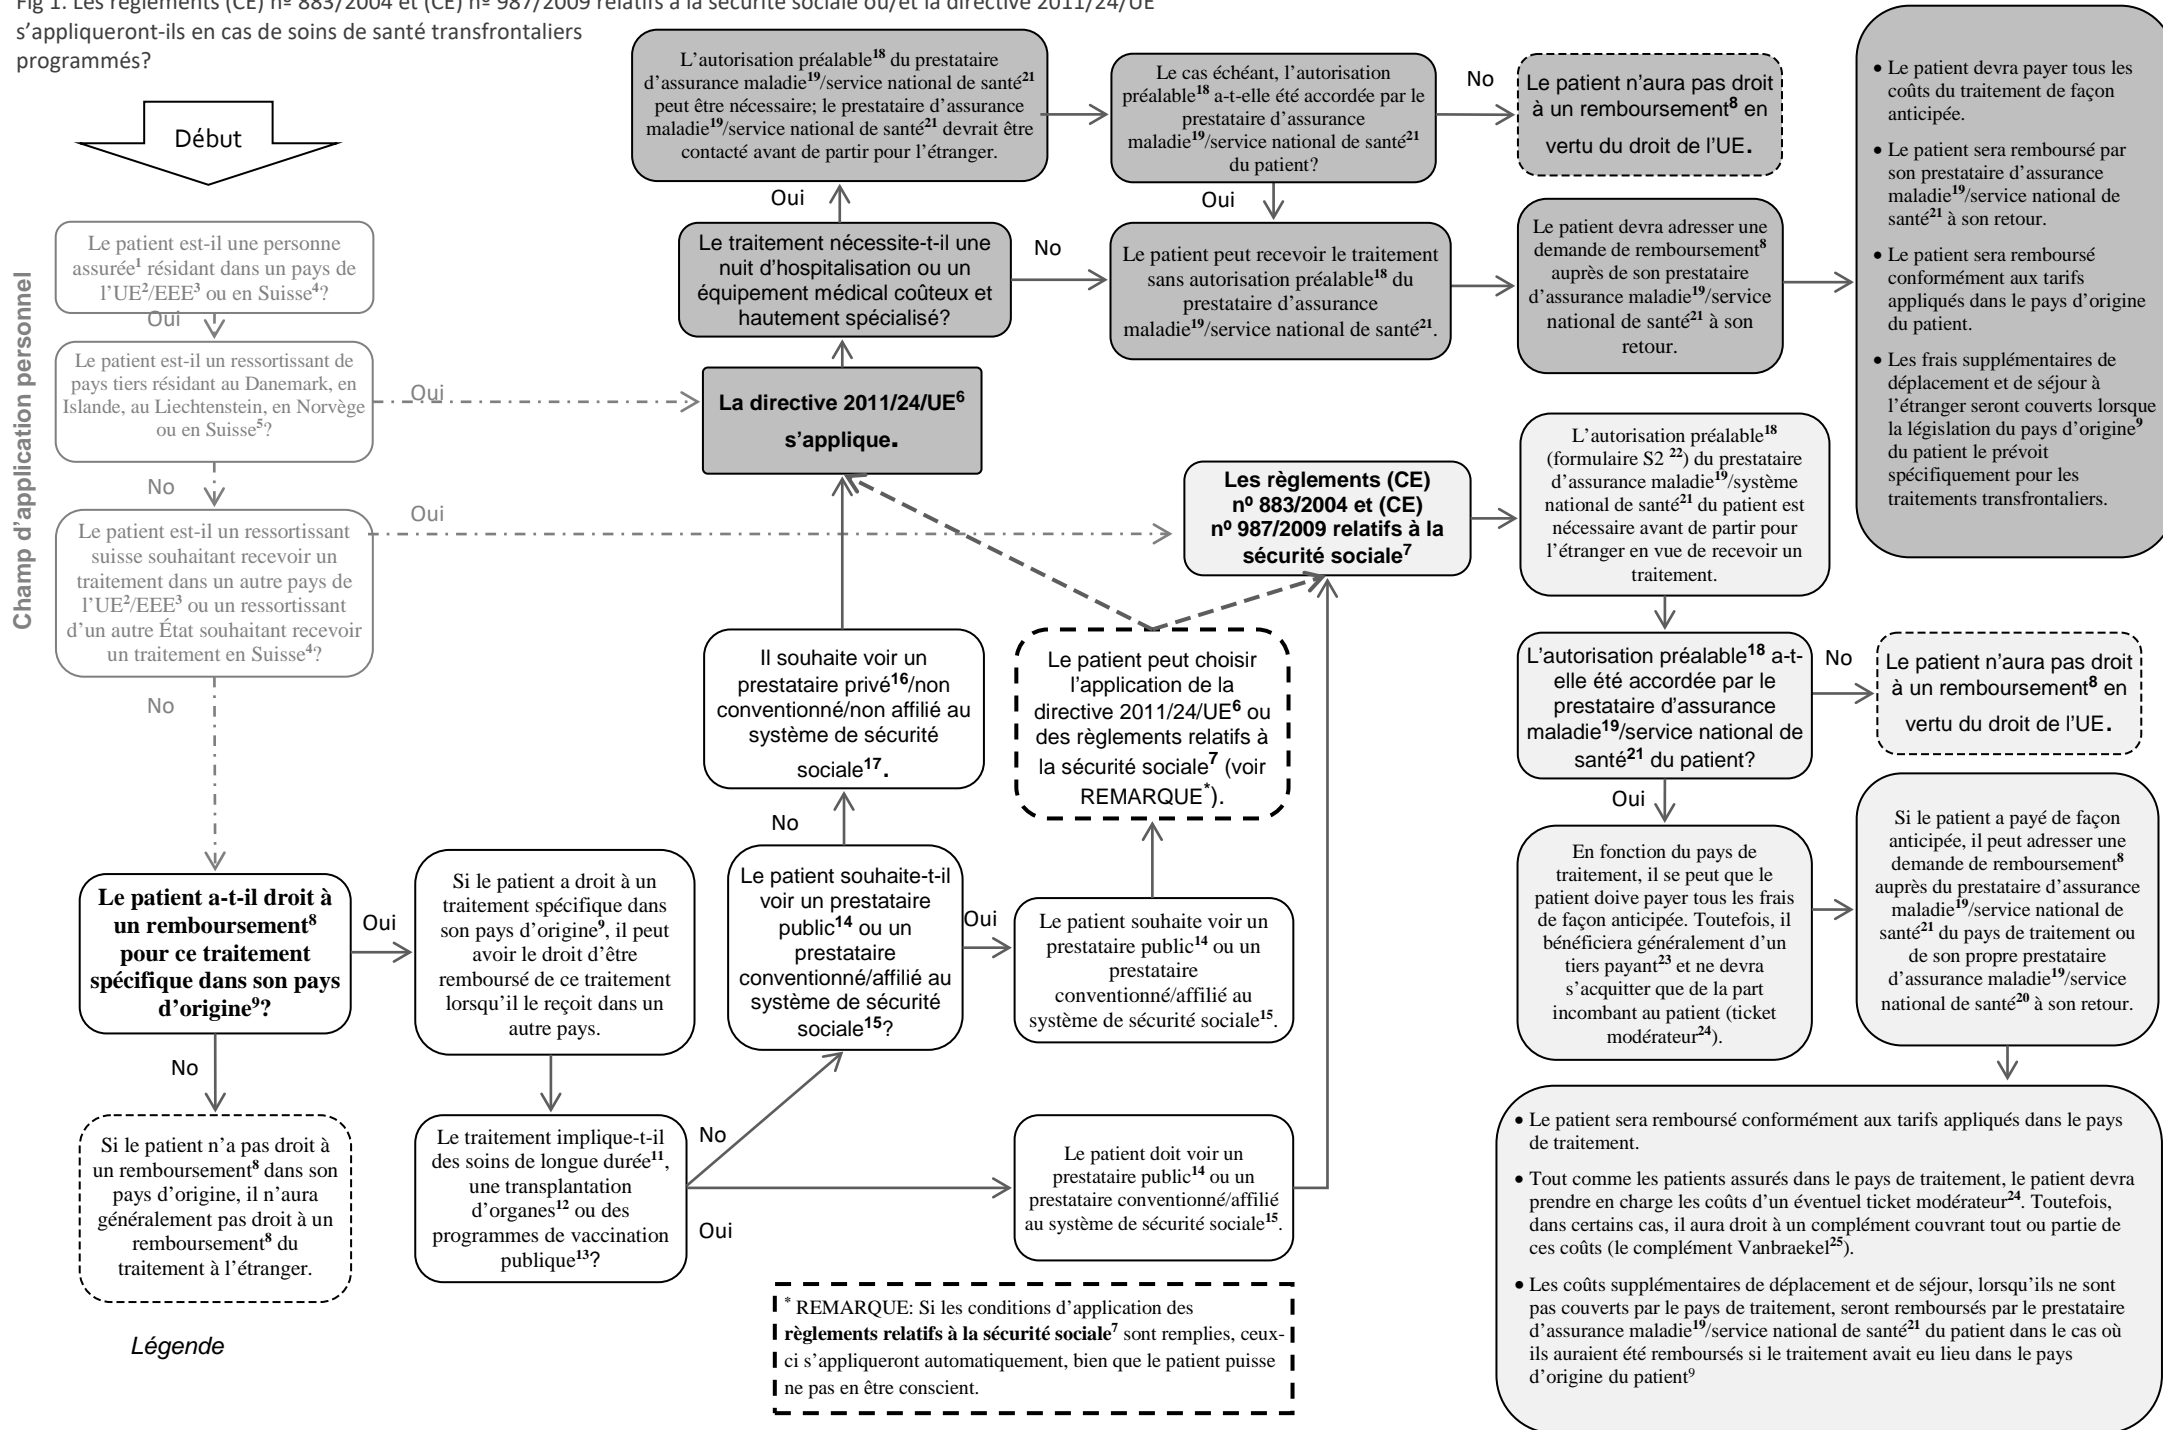 Fig 1. Les règlements (CE) nº 883/2004 et (CE) nº 987/2009 relatifs à la sécurité sociale ou/et la directive 2011/24/UE
s’appliqueront-ils en cas de soins de santé transfrontaliers
programmés?
Début
Champ d’application personnel
Le patient est-il une personne
assurée1 résidant dans un pays de
l’UE2/EEE3 ou en Suisse4?
Oui
Le patient est-il un ressortissant de
pays tiers résidant au Danemark, en
Islande, au Liechtenstein, en Norvège
ou en Suisse5?
Oui
No
Le patient est-il un ressortissant
suisse souhaitant recevoir un
traitement dans un autre pays de
l’UE2/EEE3 ou un ressortissant
d’un autre État souhaitant recevoir
un traitement en Suisse4?
Oui
No
Le patient a-t-il droit à
un remboursement8
pour ce traitement
spécifique dans son pays
d’origine9?
Oui
No
Si le patient n’a pas droit à
un remboursement8 dans son
pays d’origine, il n’aura
généralement pas droit à un
remboursement8 du
traitement à l’étranger.
Légende
Si le patient a droit à un
traitement spécifique dans
son pays d’origine9, il peut
avoir le droit d’être
remboursé de ce traitement
lorsqu’il le reçoit dans un
autre pays.
Le traitement implique-t-il
des soins de longue durée11,
une transplantation
d’organes12 ou des
programmes de vaccination
publique13?
No
Oui
Le patient souhaite-t-il
voir un prestataire
public14 ou un
prestataire
conventionné/affilié au
système de sécurité
sociale15?
No
Oui
Il souhaite voir un
prestataire privé16/non
conventionné/non affilié au
système de sécurité
sociale17.
Le patient souhaite voir un
prestataire public14 ou un
prestataire
conventionné/affilié au
système de sécurité sociale15.
Le patient doit voir un
prestataire public14 ou un
prestataire conventionné/affilié
au système de sécurité sociale15.
Le patient peut choisir
l’application de la
directive 2011/24/UE6 ou
des règlements relatifs à
la sécurité sociale7 (voir
REMARQUE*).
* REMARQUE: Si les conditions d’application des
règlements relatifs à la sécurité sociale7 sont remplies, ceux-
ci s’appliqueront automatiquement, bien que le patient puisse
ne pas en être conscient.
La directive 2011/24/UE6
s’applique.
Le traitement nécessite-t-il une
nuit d’hospitalisation ou un
équipement médical coûteux et
hautement spécialisé?
Oui
No
L’autorisation préalable18 du prestataire
d’assurance maladie19/service national de santé21
peut être nécessaire; le prestataire d’assurance
maladie19/service national de santé21 devrait être
contacté avant de partir pour l’étranger.
Le cas échéant, l’autorisation
préalable18 a-t-elle été accordée par le
prestataire d’assurance
maladie19/service national de santé21
du patient?
No
Oui
Le patient n’aura pas droit
à un remboursement8 en
vertu du droit de l’UE.
Le patient peut recevoir le traitement
sans autorisation préalable18 du
prestataire d’assurance
maladie19/service national de santé21.
Le patient devra adresser une
demande de remboursement8
auprès de son prestataire
d’assurance maladie19/service
national de santé21 à son
retour.
• Le patient devra payer tous les
coûts du traitement de façon
anticipée.
• Le patient sera remboursé par
son prestataire d’assurance
maladie19/service national de
santé21 à son retour.
• Le patient sera remboursé
conformément aux tarifs
appliqués dans le pays d’origine
du patient.
• Les frais supplémentaires de
déplacement et de séjour à
l’étranger seront couverts lorsque
la législation du pays d’origine9
du patient le prévoit
spécifiquement pour les
traitements transfrontaliers.
Les règlements (CE)
nº 883/2004 et (CE)
nº 987/2009 relatifs à la
sécurité sociale7
L’autorisation préalable18
(formulaire S2 22) du prestataire
d’assurance maladie19/système
national de santé21 du patient est
nécessaire avant de partir pour
l’étranger en vue de recevoir un
traitement.
L’autorisation préalable18 a-t-
elle été accordée par le
prestataire d’assurance
maladie19/service national de
santé21 du patient?
No
Oui
Le patient n’aura pas droit
à un remboursement8 en
vertu du droit de l’UE.
En fonction du pays de
traitement, il se peut que le
patient doive payer tous les frais
de façon anticipée. Toutefois, il
bénéficiera généralement d’un
tiers payant23 et ne devra
s’acquitter que de la part
incombant au patient (ticket
modérateur24).
Si le patient a payé de façon
anticipée, il peut adresser une
demande de remboursement8
auprès du prestataire d’assurance
maladie19/service national de
santé21 du pays de traitement ou
de son propre prestataire
d’assurance maladie19/service
national de santé20 à son retour.
• Le patient sera remboursé conformément aux tarifs appliqués dans le pays
de traitement.
• Tout comme les patients assurés dans le pays de traitement, le patient devra
prendre en charge les coûts d’un éventuel ticket modérateur24. Toutefois,
dans certains cas, il aura droit à un complément couvrant tout ou partie de
ces coûts (le complément Vanbraekel25).
• Les coûts supplémentaires de déplacement et de séjour, lorsqu’ils ne sont
pas couverts par le pays de traitement, seront remboursés par le prestataire
d’assurance maladie19/service national de santé21 du patient dans le cas où
ils auraient été remboursés si le traitement avait eu lieu dans le pays
d’origine du patient9